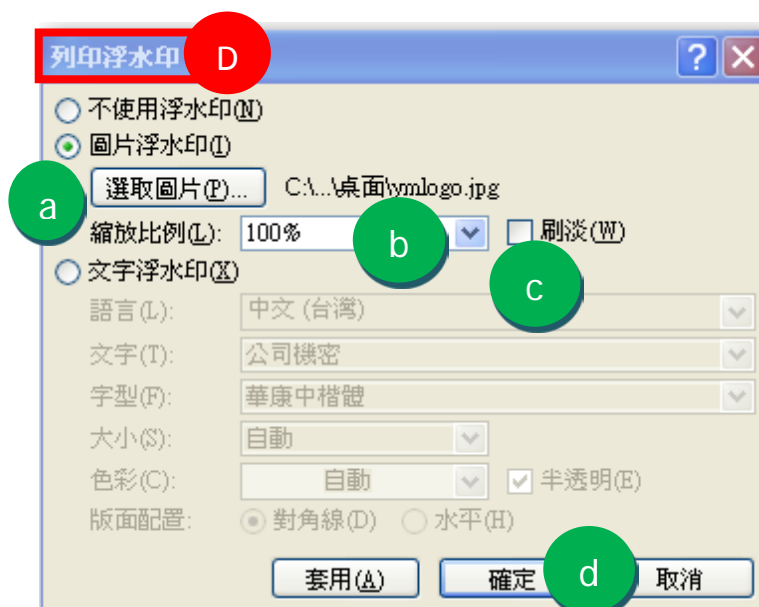 列印浮水印 D
不使用浮水印(N)
圖片浮水印(I)
a 選取圖片(P)... C:\...\桌面\ymlogo.jpg
縮放比例(L): 100% b 刷淡(W)
c
文字浮水印(X)
語言(L): 中文 (台灣)
文字(T): 公司機密
字型(F): 華康中楷體
大小(S): 自動
色彩(C): 自動 半透明(E)
版面配置: 對角線(D) 水平(H)
套用(A) 確定 d 取消